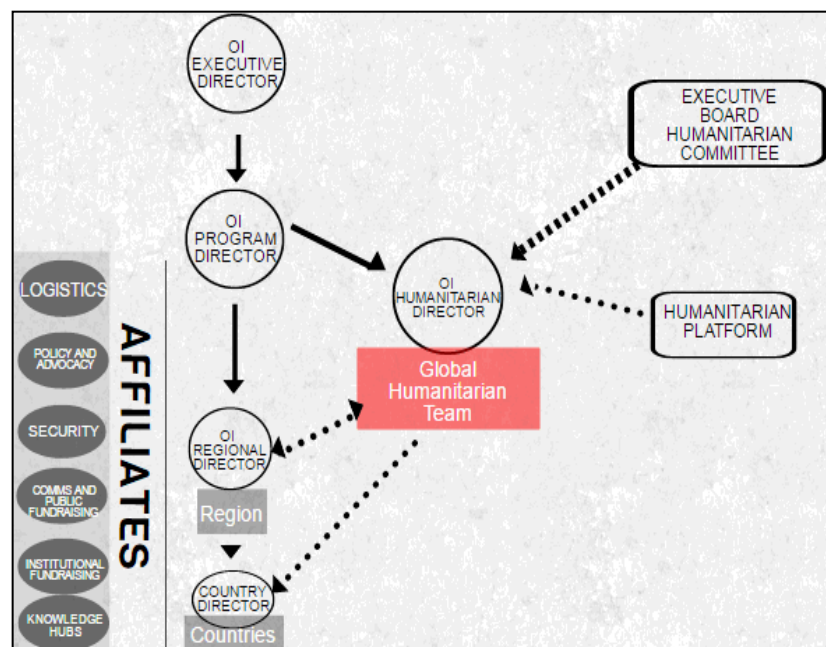 OI
EXECUTIVE
DIRECTOR
EXECUTIVE
BOARD
HUMANITARIAN
COMMITTEE
OI
PROGRAM
DIRECTOR
OI
HUMANITARIAN
DIRECTOR
HUMANITARIAN
PLATFORM
Global
Humanitarian
Team
OI
REGIONAL
DIRECTOR
Region
COUNTRY
DIRECTOR
Countries
AFFILIATES
LOGISTICS
POLICY AND
ADVOCACY
SECURITY
COMMS AND
PUBLIC
FUNDRAISING
INSTITUTIONAL
FUNDRAISING
KNOWLEDGE
HUBS